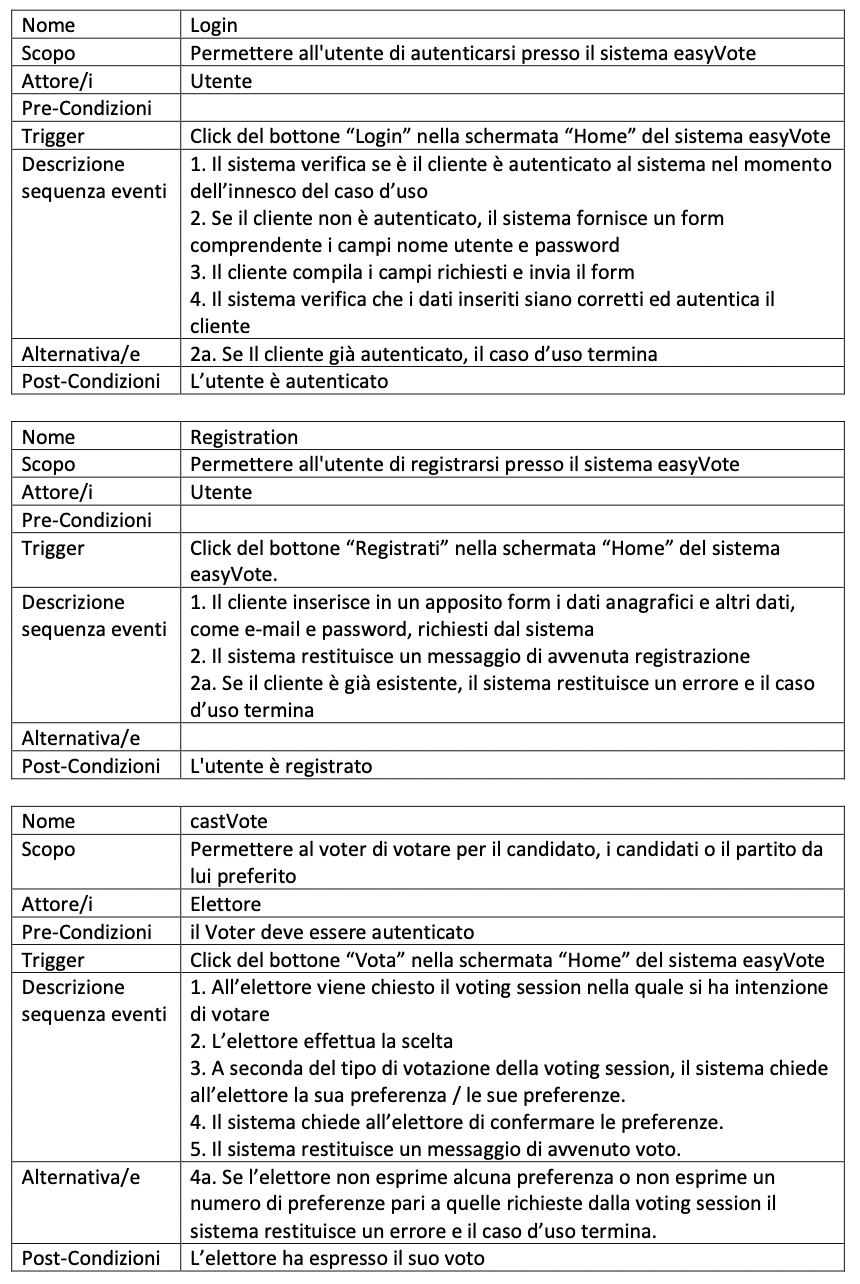 Nome Login
Scopo Permettere all'utente di autenticarsi presso il sistema easyVote
Attore/i Utente
Pre-Condizioni
Trigger Click del bottone “Login” nella schermata “Home” del sistema easyVote
Descrizione 1. Il sistema verifica se è il cliente è autenticato al sistema nel momento
sequenza eventi dell’innesco del caso d’uso
2. Se il cliente non è autenticato, il sistema fornisce un form
comprendente i campi nome utente e password
3. Il cliente compila i campi richiesti e invia il form
4. Il sistema verifica che i dati inseriti siano corretti ed autentica il
cliente
Alternativa/e 2a. Se Il cliente già autenticato, il caso d’uso termina
Post-Condizioni L’utente è autenticato
Nome Registration
Scopo Permettere all'utente di registrarsi presso il sistema easyVote
Attore/i Utente
Pre-Condizioni
Trigger Click del bottone “Registrati” nella schermata “Home” del sistema
easyVote.
Descrizione 1. Il cliente inserisce in un apposito form i dati anagrafici e altri dati,
sequenza eventi come e-mail e password, richiesti dal sistema
2. Il sistema restituisce un messaggio di avvenuta registrazione
2a. Se il cliente è già esistente, il sistema restituisce un errore e il caso
d’uso termina
Alternativa/e
Post-Condizioni L'utente è registrato
Nome castVote
Scopo Permettere al voter di votare per il candidato, i candidati o il partito da
lui preferito
Attore/i Elettore
Pre-Condizioni il Voter deve essere autenticato
Trigger Click del bottone “Vota” nella schermata “Home” del sistema easyVote
Descrizione 1. All’elettore viene chiesto il voting session nella quale si ha intenzione
sequenza eventi di votare
2. L’elettore effettua la scelta
3. A seconda del tipo di votazione della voting session, il sistema chiede
all’elettore la sua preferenza / le sue preferenze.
4. Il sistema chiede all’elettore di confermare le preferenze.
5. Il sistema restituisce un messaggio di avvenuto voto.
Alternativa/e 4a. Se l’elettore non esprime alcuna preferenza o non esprime un
numero di preferenze pari a quelle richieste dalla voting session il
sistema restituisce un errore e il caso d’uso termina.
Post-Condizioni L’elettore ha espresso il suo voto